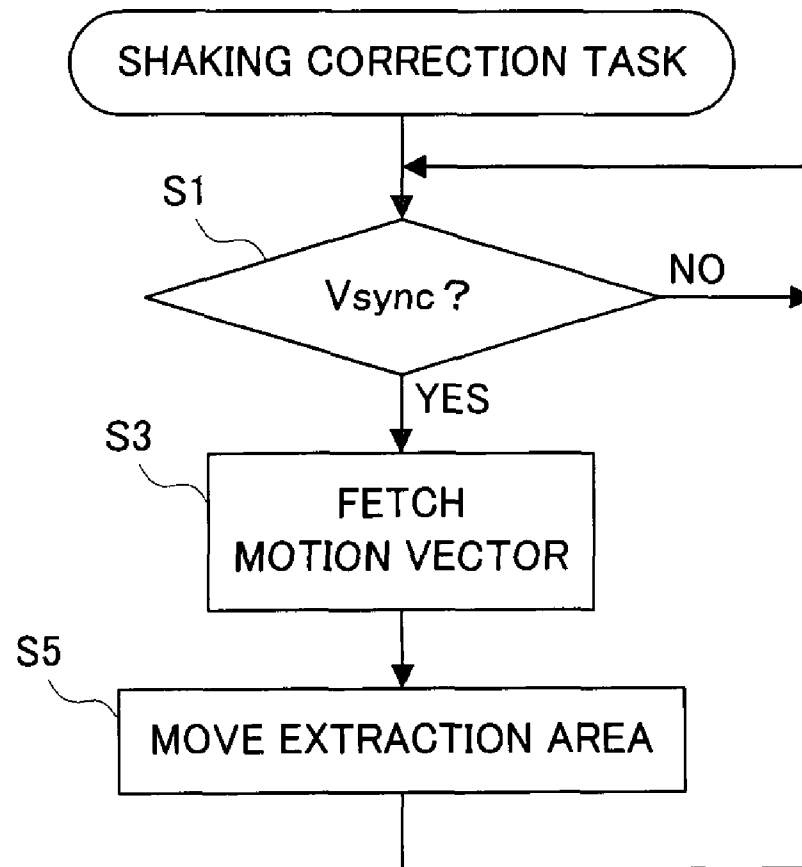 SHAKING CORRECTION TASK
S1
Vsync ?
NO
YES
S3
FETCH
MOTION VECTOR
S5
MOVE EXTRACTION AREA